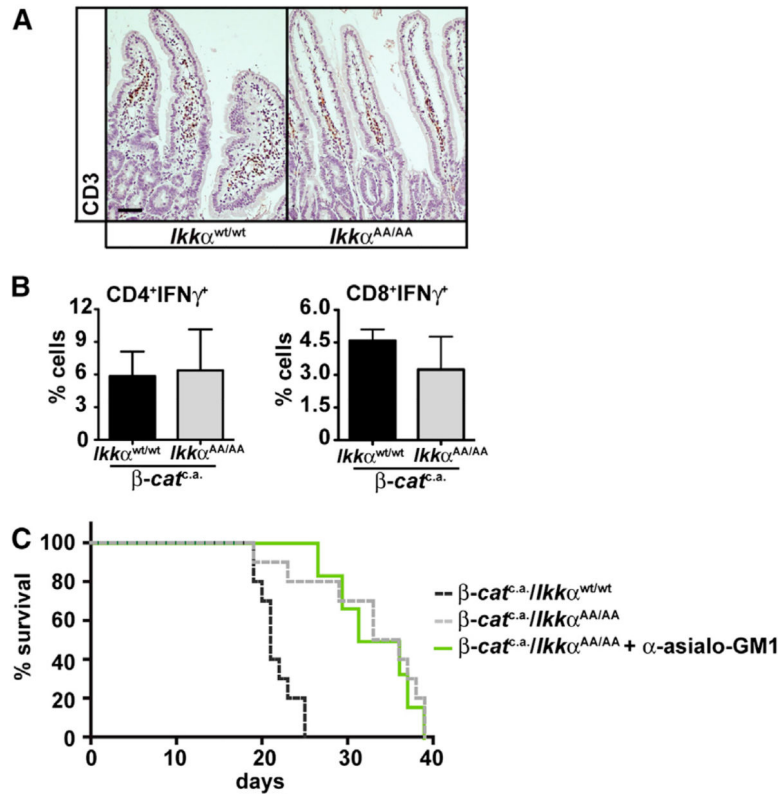 A
CD3
Ikkα^wt/wt Ikkα^AA/AA
B
CD4⁺IFNγ⁺
12
9
6
3
0
% cells
Ikkα^wt/wt Ikkα^AA/AA
β-cat^c.a.
CD8⁺IFNγ⁺
6.0
4.5
3.0
1.5
0
% cells
Ikkα^wt/wt Ikkα^AA/AA
β-cat^c.a.
C
100
80
60
40
20
0
% survival
0 10 20 30 40
days
β-cat^c.a./Ikkα^wt/wt
β-cat^c.a./Ikkα^AA/AA
β-cat^c.a./Ikkα^AA/AA + α-asialo-GM1